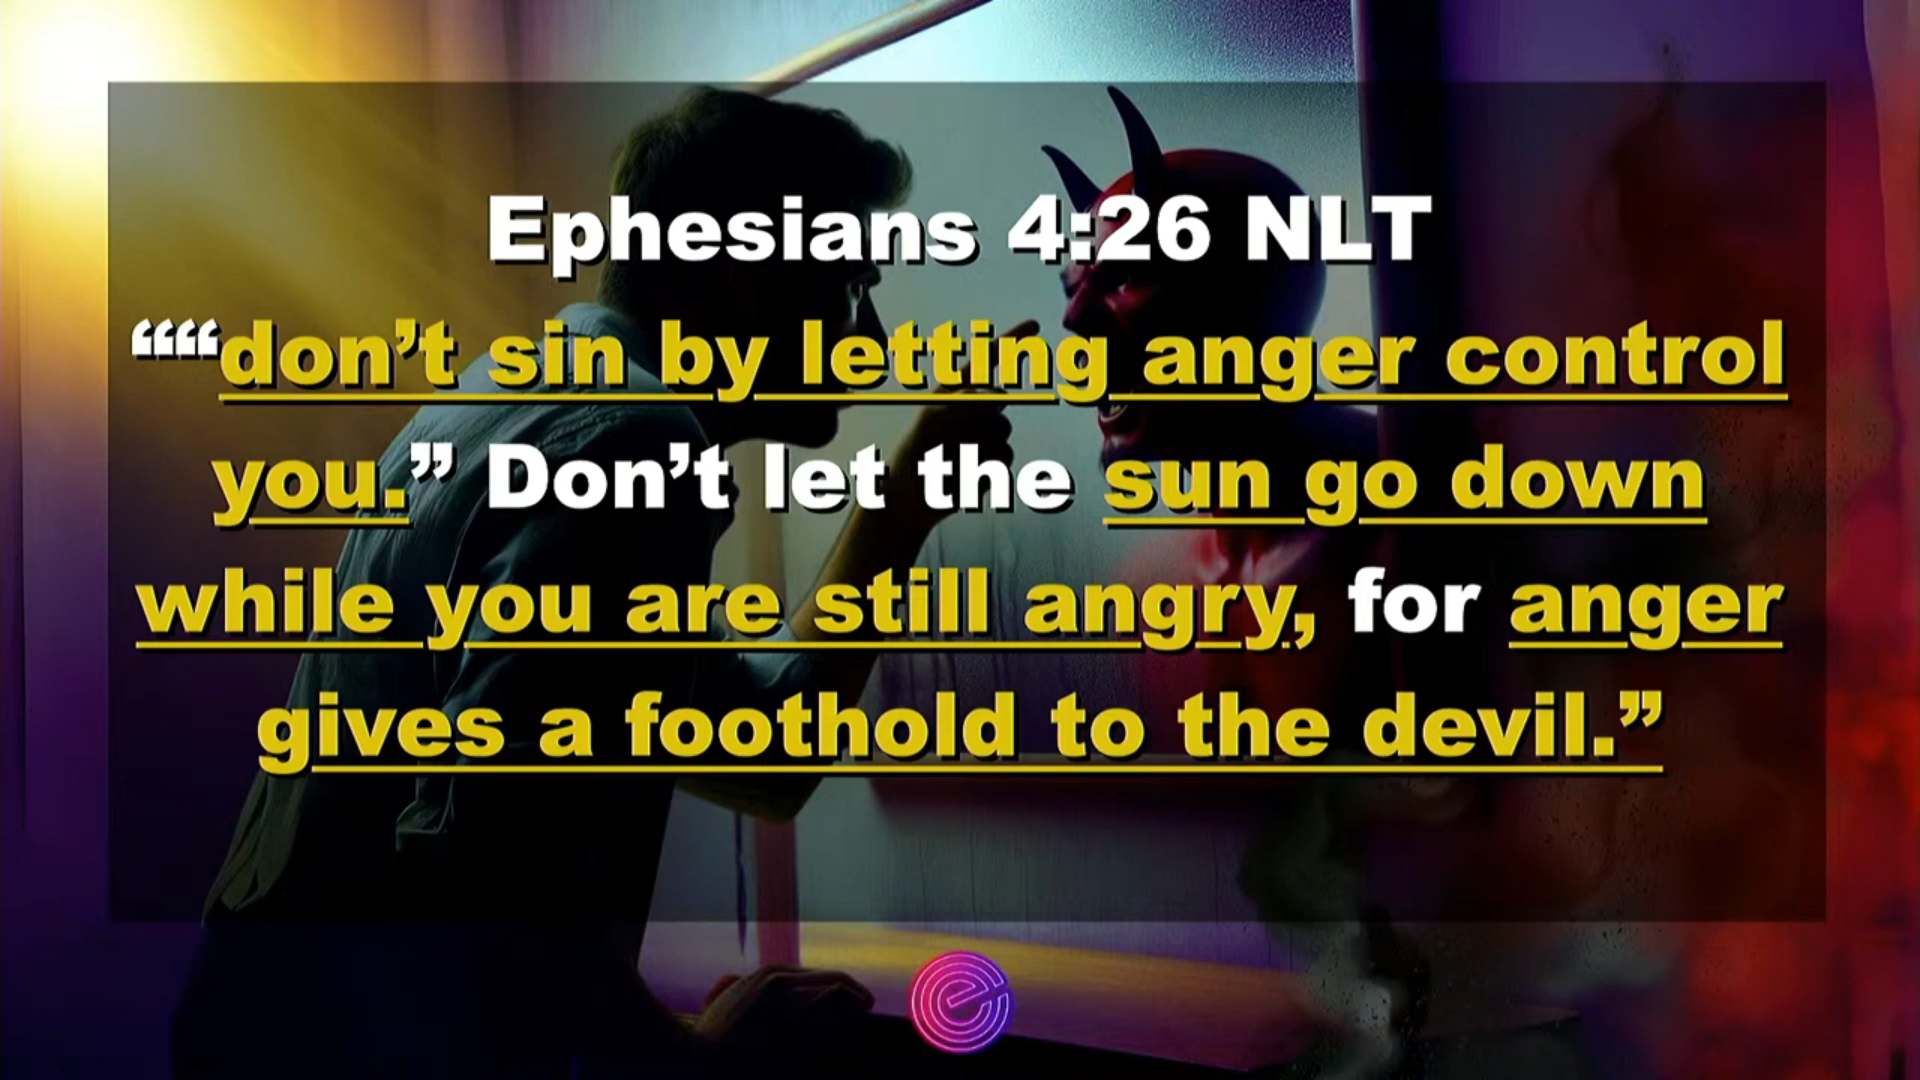 Ephesians 4:26 NLT
““don’t sin by letting anger control
you.” Don’t let the sun go down
while you are still angry, for anger
gives a foothold to the devil.”
e